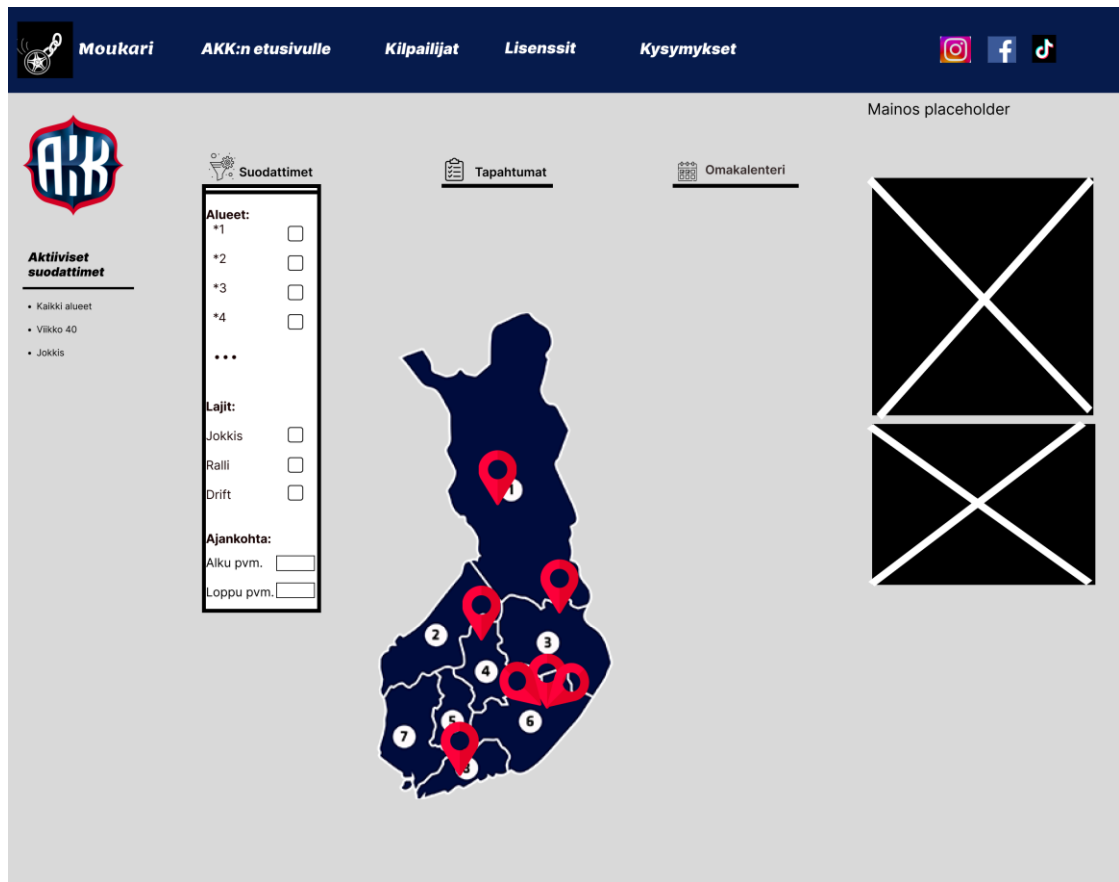 Moukari
AKK:n etusivulle
Kilpailijat
Lisenssit
Kysymykset
Mainos placeholder
AKK
Suodattimet
Tapahtumat
Omakalenteri
Aktiiviset
suodattimet
• Kaikki alueet
• Viikko 40
• Jokkis
Alueet:
*1
*2
*3
*4
...
Lajit:
Jokkis
Ralli
Drift
Ajankohta:
Alku pvm.
Loppu pvm.
1
2
3
4
5
6
7